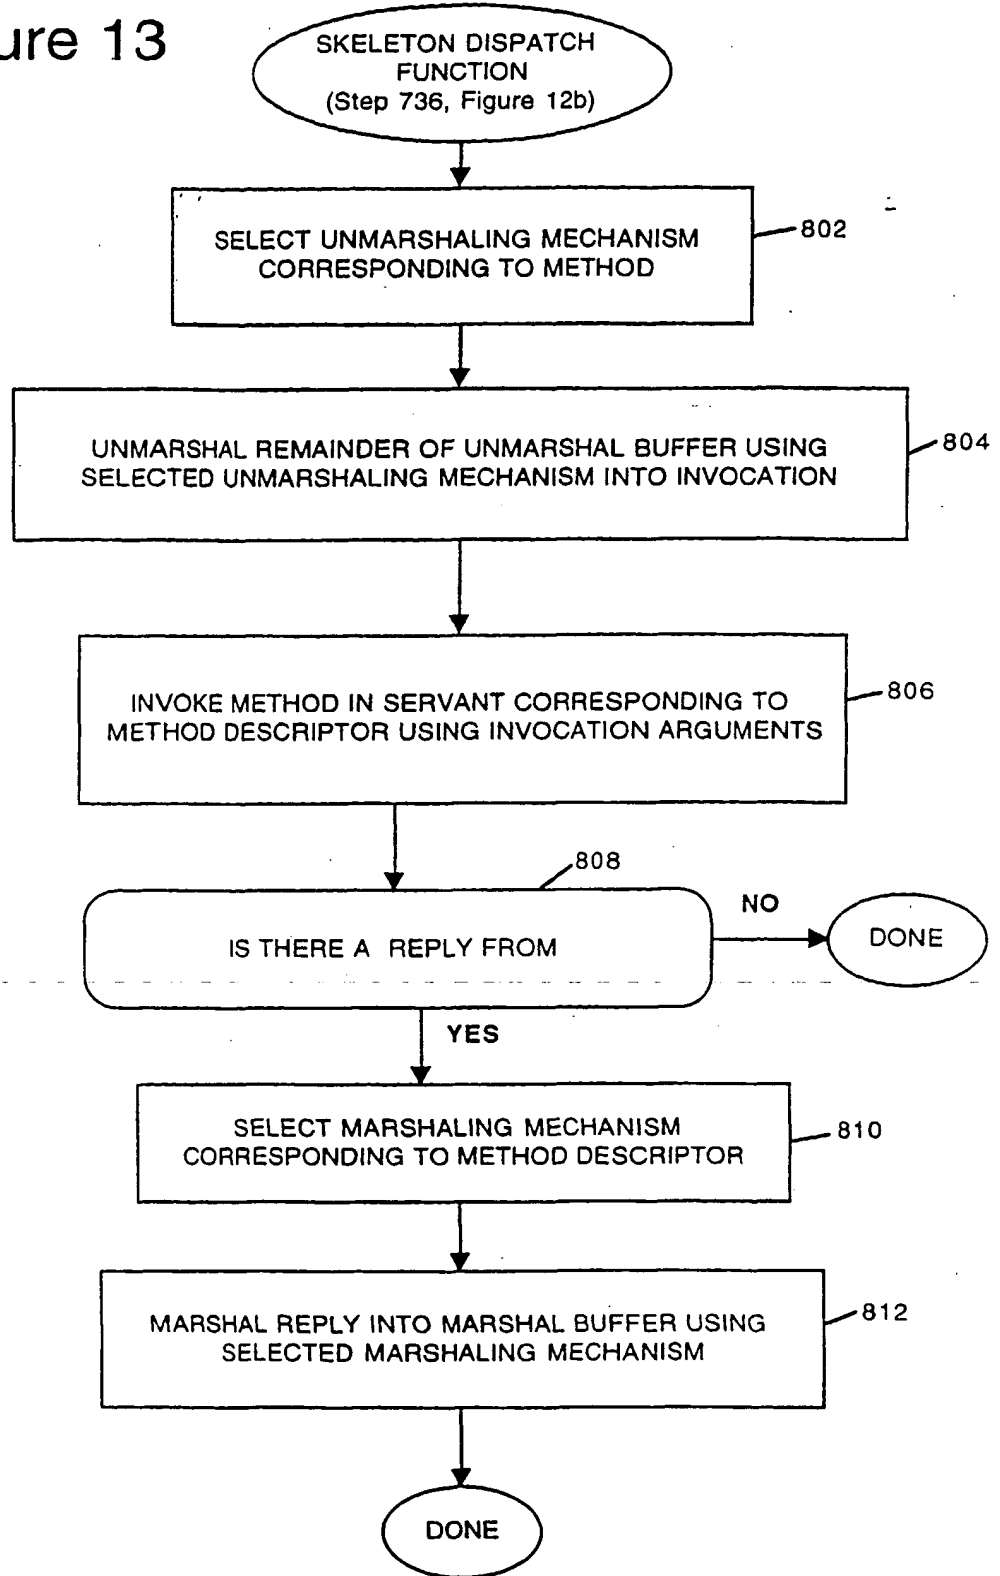 ure 13
SKELETON DISPATCH
FUNCTION
(Step 736, Figure 12b)
SELECT UNMARSHALING MECHANISM
CORRESPONDING TO METHOD
802
UNMARSHAL REMAINDER OF UNMARSHAL BUFFER USING
SELECTED UNMARSHALING MECHANISM INTO INVOCATION
804
INVOKE METHOD IN SERVANT CORRESPONDING TO
METHOD DESCRIPTOR USING INVOCATION ARGUMENTS
806
808
IS THERE A REPLY FROM
NO
DONE
YES
SELECT MARSHALING MECHANISM
CORRESPONDING TO METHOD DESCRIPTOR
810
MARSHAL REPLY INTO MARSHAL BUFFER USING
SELECTED MARSHALING MECHANISM
812
DONE